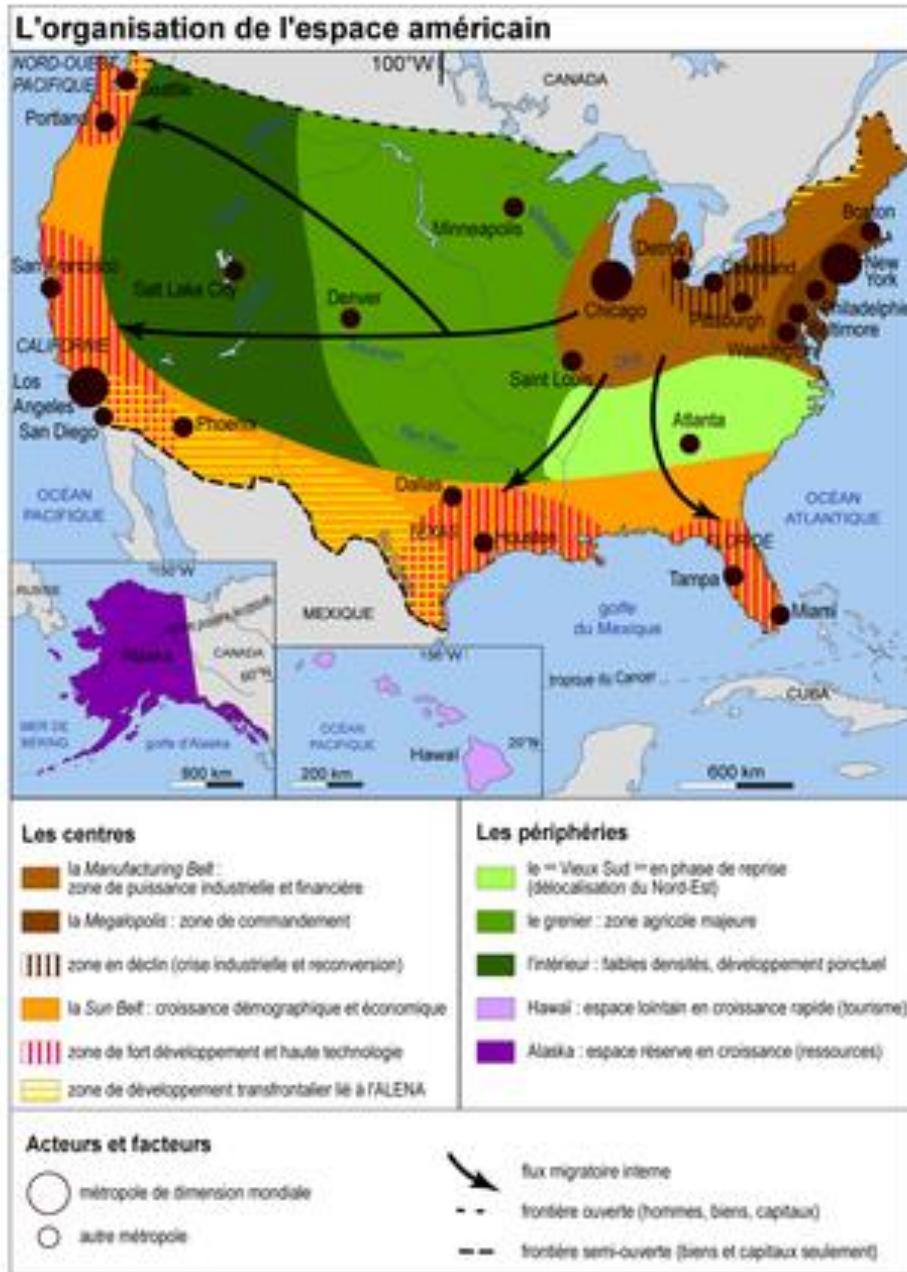 L'organisation de l'espace américain
100°W
NORD-OUEST
PACIFIQUE
CANADA
Seattle
Portland
Minneapolis
Boston
Detroit
Cleveland
New
York
San Francisco
Salt Lake City
Denver
Chicago
Pittsburgh
Philadelphie
Baltimore
Washington
CALIFORNIE
Saint Louis
Los
Angeles
San Diego
Phoenix
Atlanta
OCÉAN
PACIFIQUE
Dallas
OCÉAN
ATLANTIQUE
TEXAS
Houston
FLORIDE
Tampa
Miami
MEXIQUE
golfe
du Mexique
tropique du Cancer
CUBA
150°W
RUSSIE
ALASKA
CANADA
60°N
MER DE
BERING
golfe d'Alaska
800 km
150°W
OCÉAN
PACIFIQUE
Hawaï
20°N
200 km
600 km
Les centres
la Manufacturing Belt :
zone de puissance industrielle et financière
la Megalopolis : zone de commandement
zone en déclin (crise industrielle et reconversion)
la Sun Belt : croissance démographique et économique
zone de fort développement et haute technologie
zone de développement transfrontalier lié à l'ALENA
Les périphéries
le "Vieux Sud" en phase de reprise
(délocalisation du Nord-Est)
le grenier : zone agricole majeure
l'intérieur : faibles densités, développement ponctuel
Hawaï : espace lointain en croissance rapide (tourisme)
Alaska : espace réserve en croissance (ressources)
Acteurs et facteurs
métropole de dimension mondiale
autre métropole
flux migratoire interne
frontière ouverte (hommes, biens, capitaux)
frontière semi-ouverte (biens et capitaux seulement)